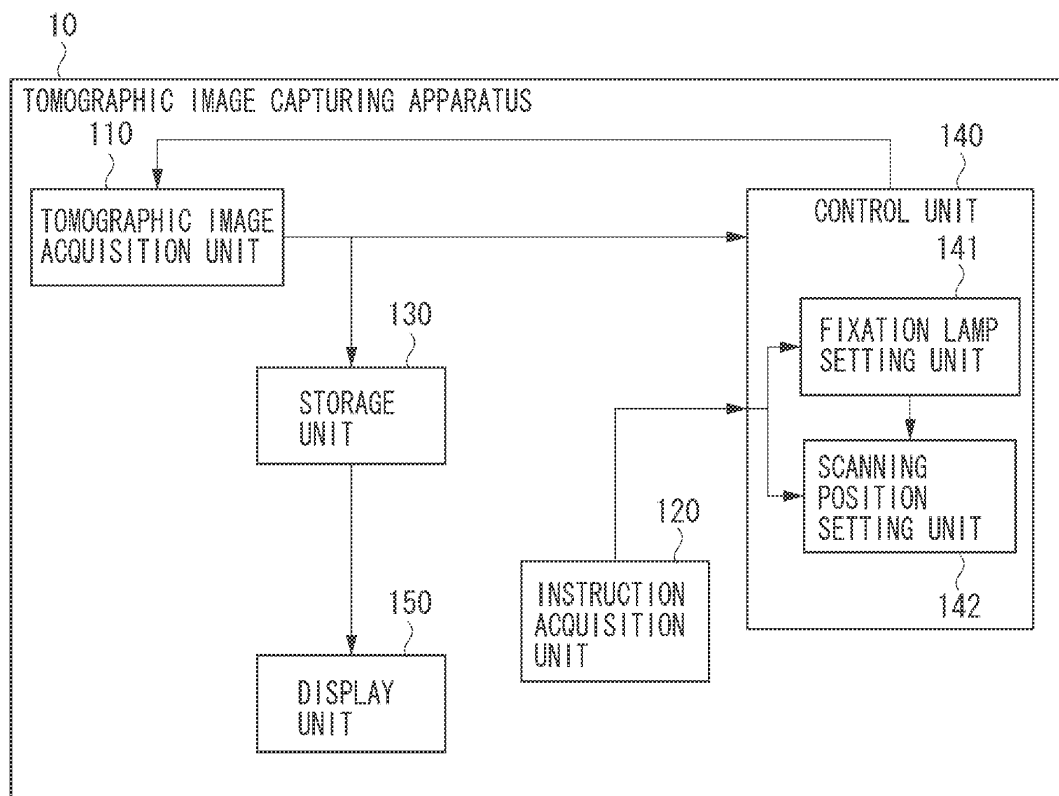 10
TOMOGRAPHIC IMAGE CAPTURING APPARATUS
110
TOMOGRAPHIC IMAGE
ACQUISITION UNIT
140
CONTROL UNIT
141
FIXATION LAMP
SETTING UNIT
130
STORAGE
UNIT
SCANNING
POSITION
SETTING UNIT
142
120
INSTRUCTION
ACQUISITION
UNIT
150
DISPLAY
UNIT